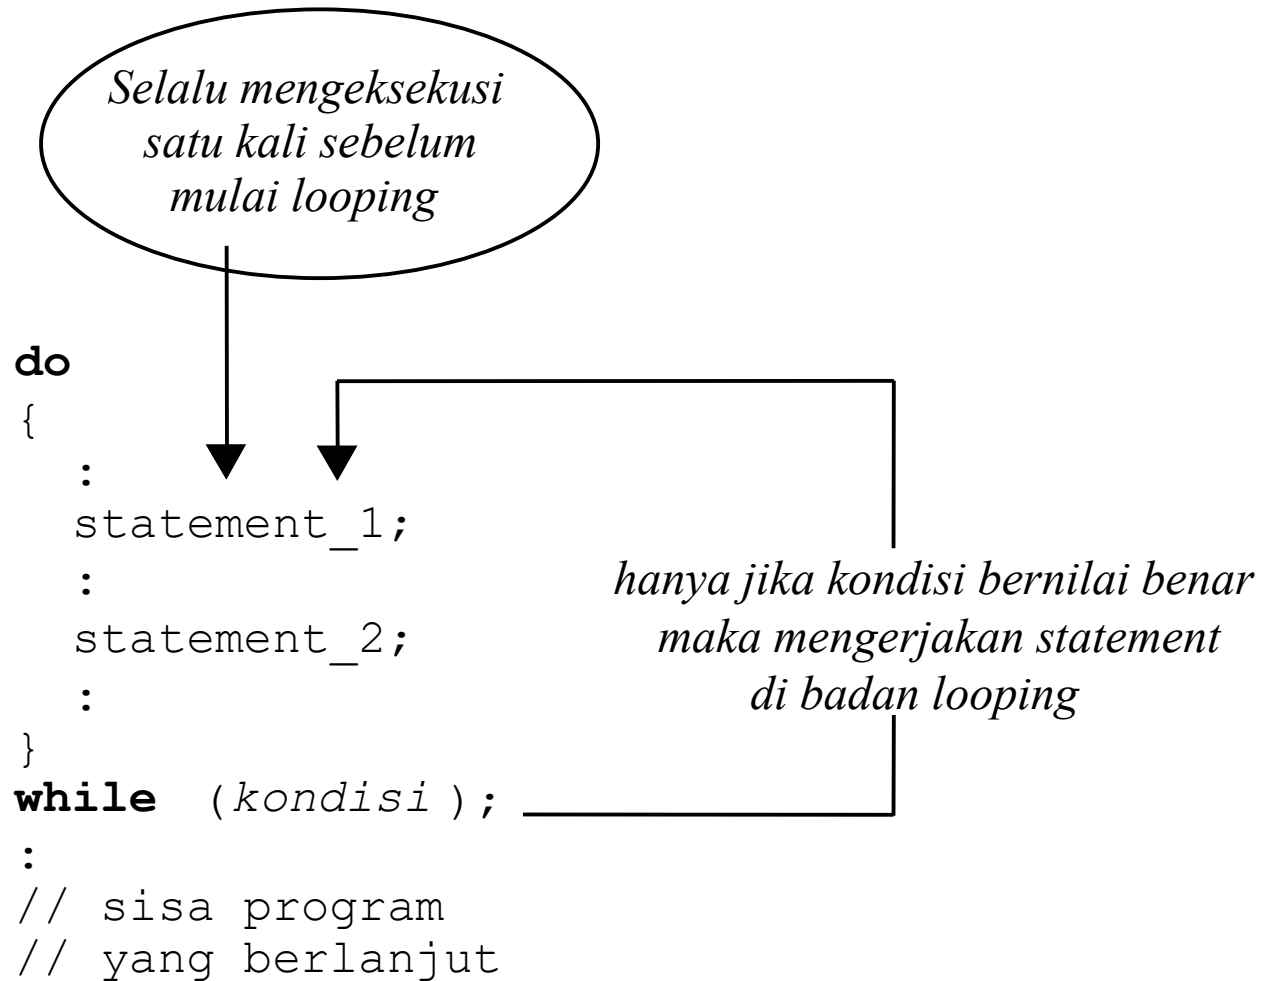 Selalu mengeksekusi
satu kali sebelum
mulai looping
do
{
:
statement_1;
:
statement_2;
:
}
while (kondisi);
:
// sisa program
// yang berlanjut
hanya jika kondisi bernilai benar
maka mengerjakan statement
di badan looping